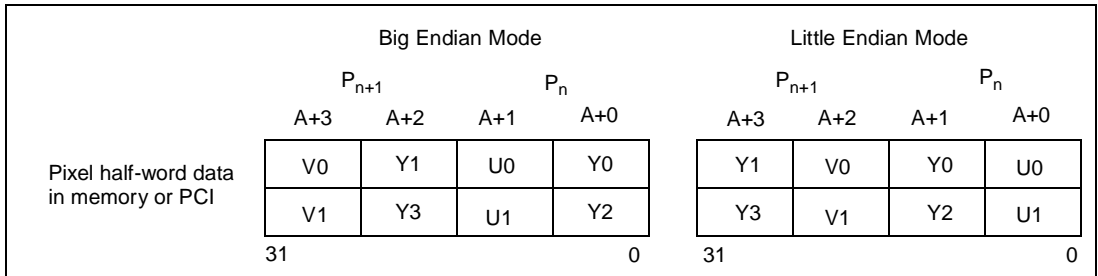 Big Endian Mode Little Endian Mode
Pn+1 Pn Pn+1 Pn
A+3 A+2 A+1 A+0 A+3 A+2 A+1 A+0
Pixel half-word data
in memory or PCI
V0 Y1 U0 Y0 Y1 V0 Y0 U0
V1 Y3 U1 Y2 Y3 V1 Y2 U1
31 0 31 0